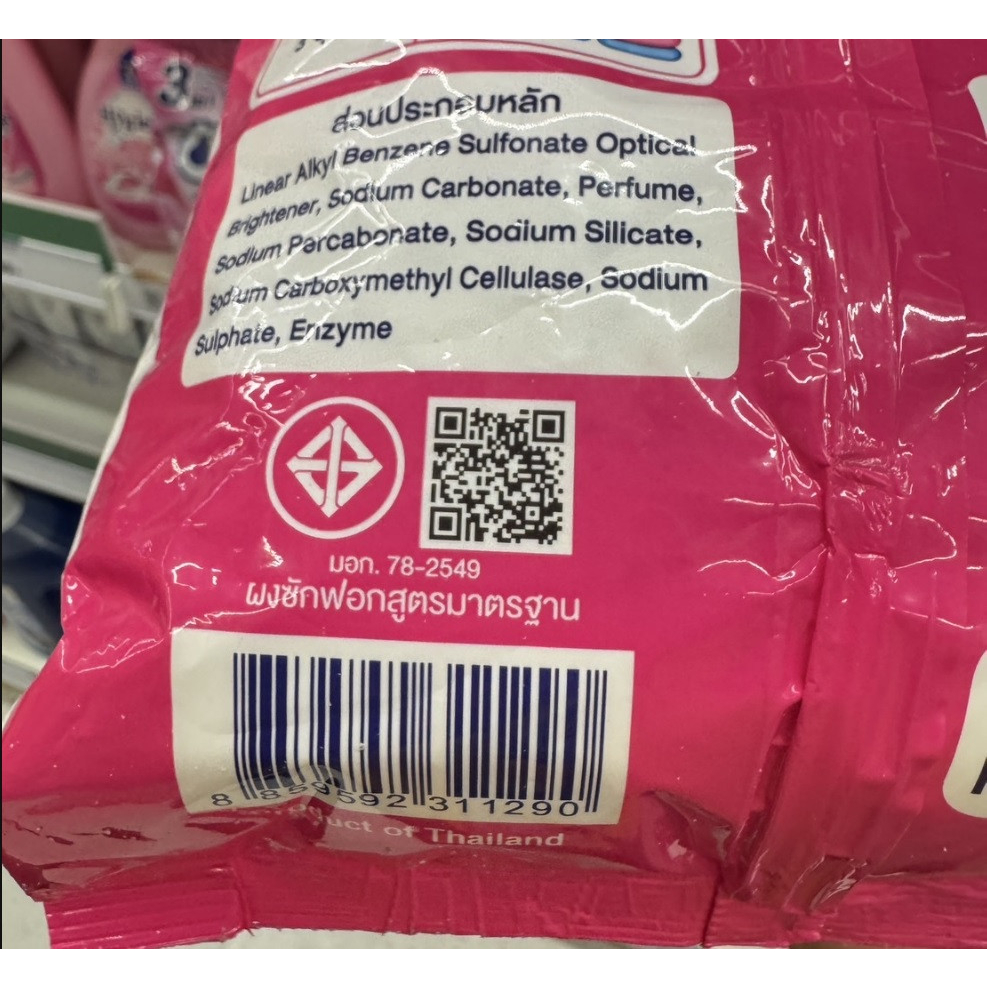 ส่วนประกอบหลัก
Linear Alkyl Benzene Sulfonate Optical
Brightener, Sodium Carbonate, Perfume,
Sodium Percabonate, Sodium Silicate,
Sodium Carboxymethyl Cellulase, Sodium
Sulphate, Enzyme
มอก. 78-2549
ผงซักฟอกสูตรมาตรฐาน
8 859592 311290
Product of Thailand